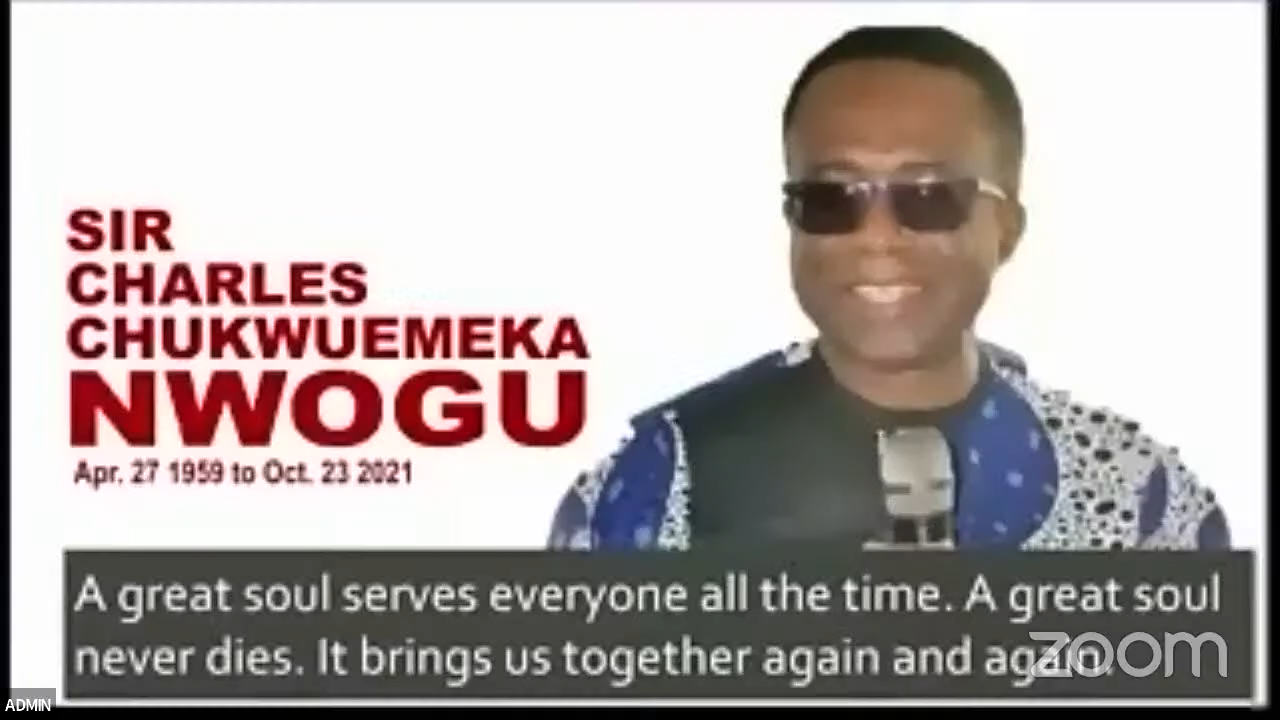 SIR
CHARLES
CHUKWUEMEKA
NWOGU
Apr. 27 1959 to Oct. 23 2021
A great soul serves everyone all the time. A great soul
never dies. It brings us together again and again.
zoom
ADMIN